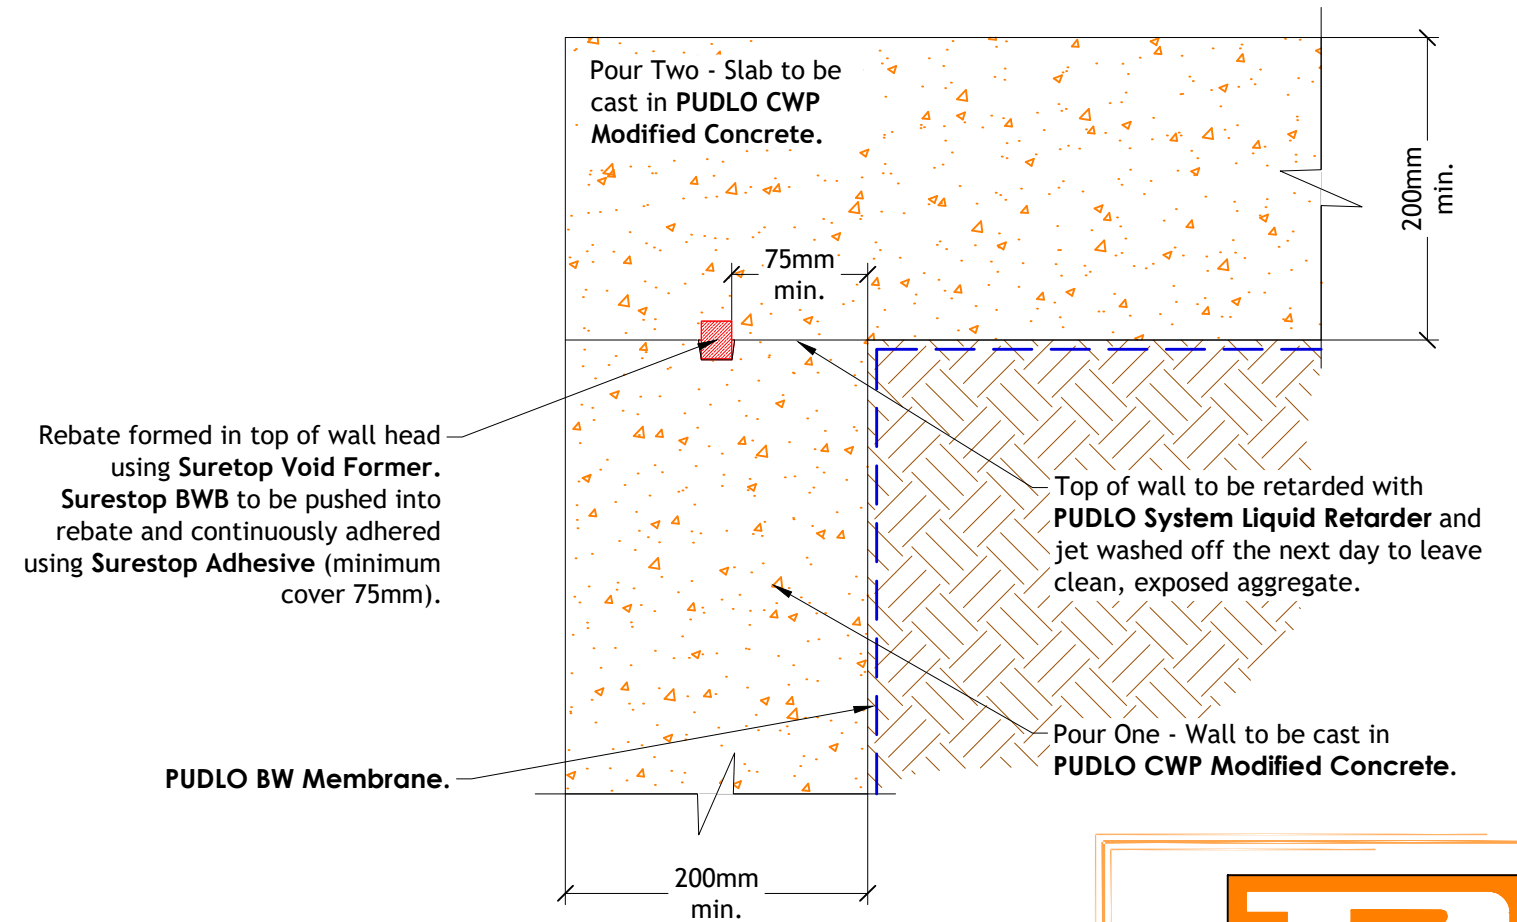 Pour Two - Slab to be
cast in PUDLO CWP
Modified Concrete.
200mm
min.
75mm
min.
Rebate formed in top of wall head
using Suretop Void Former.
Surestop BWB to be pushed into
rebate and continuously adhered
using Surestop Adhesive (minimum
cover 75mm).
Top of wall to be retarded with
PUDLO System Liquid Retarder and
jet washed off the next day to leave
clean, exposed aggregate.
Pour One - Wall to be cast in
PUDLO CWP Modified Concrete.
PUDLO BW Membrane.
200mm
min.